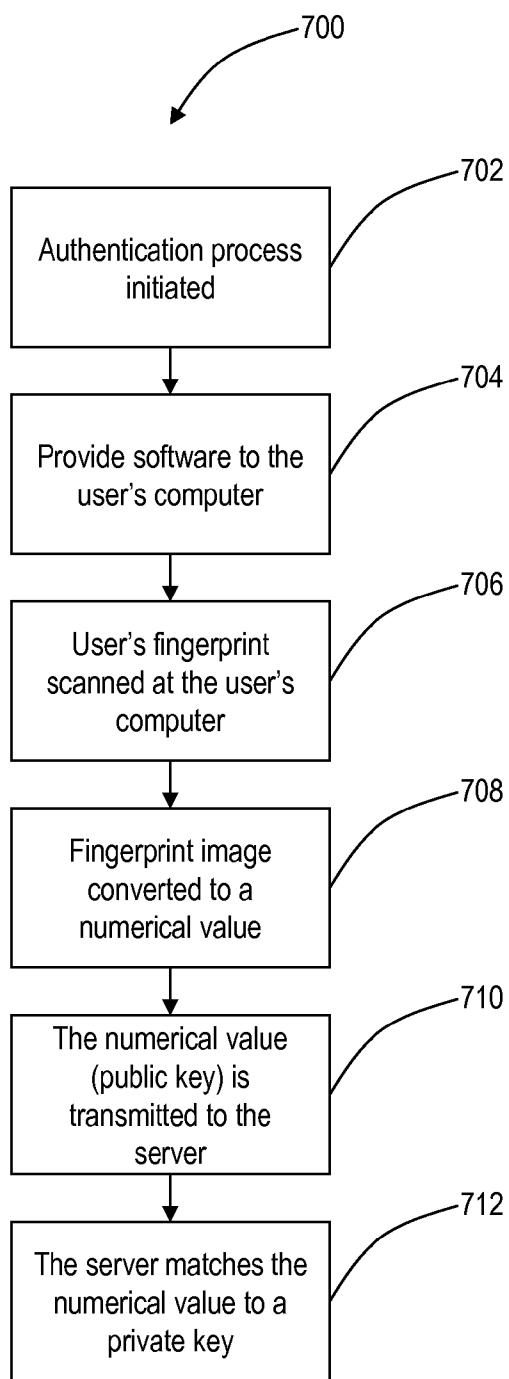 700
702
Authentication process
initiated
704
Provide software to the
user's computer
706
User's fingerprint
scanned at the user's
computer
708
Fingerprint image
converted to a
numerical value
710
The numerical value
(public key) is
transmitted to the
server
712
The server matches the
numerical value to a
private key